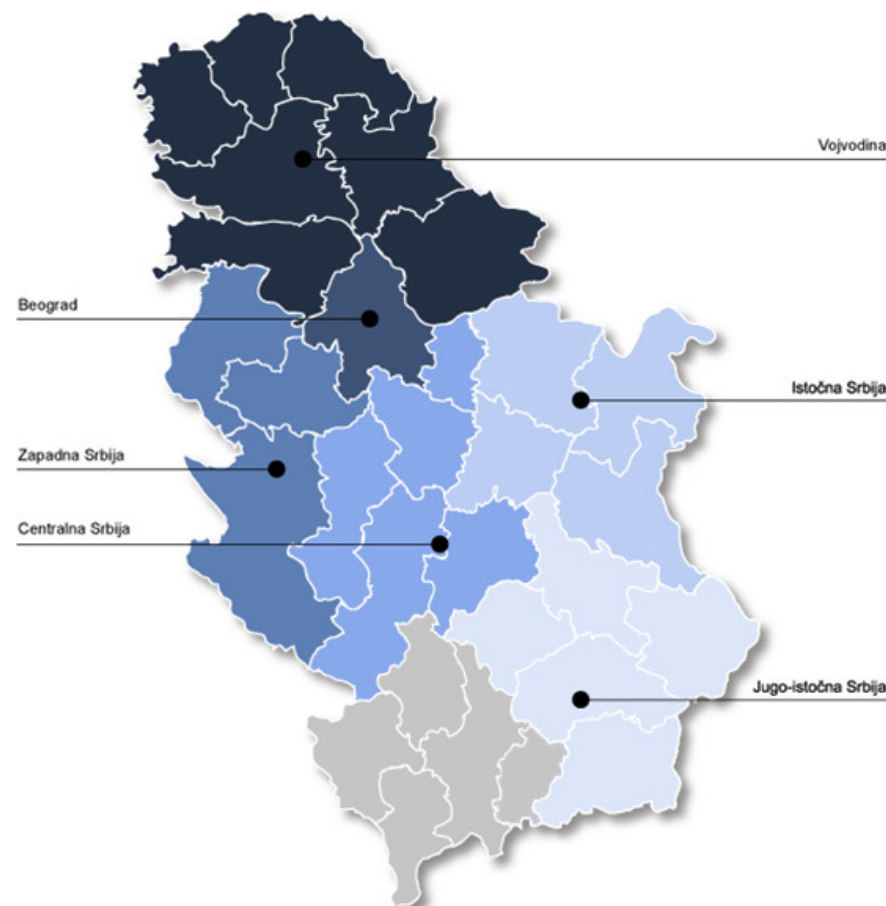 Vojvodina
Beograd
Istočna Srbija
Zapadna Srbija
Centralna Srbija
Jugo-istočna Srbija